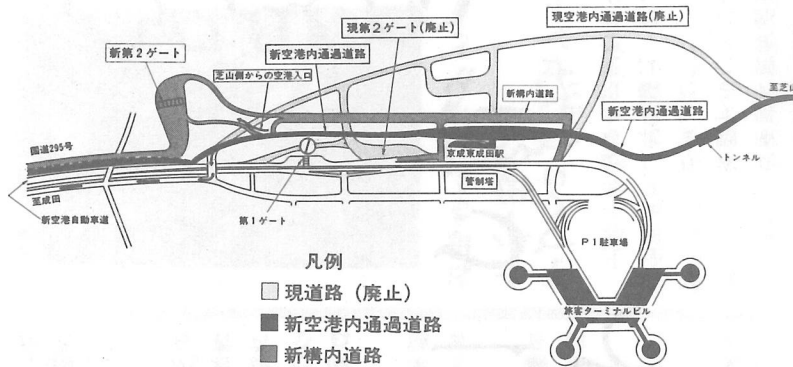 現第２ゲート(廃止)
現空港内通過道路(廃止)
新第２ゲート
新空港内通過道路
芝山側からの空港入口
新構内道路
至芝山
新空港内通過道路
国道295号
京成東成田駅
トンネル
至成田
新空港自動車道
第１ゲート
管制塔
Ｐ１駐車場
旅客ターミナルビル
凡例
現道路（廃止）
新空港内通過道路
新構内道路